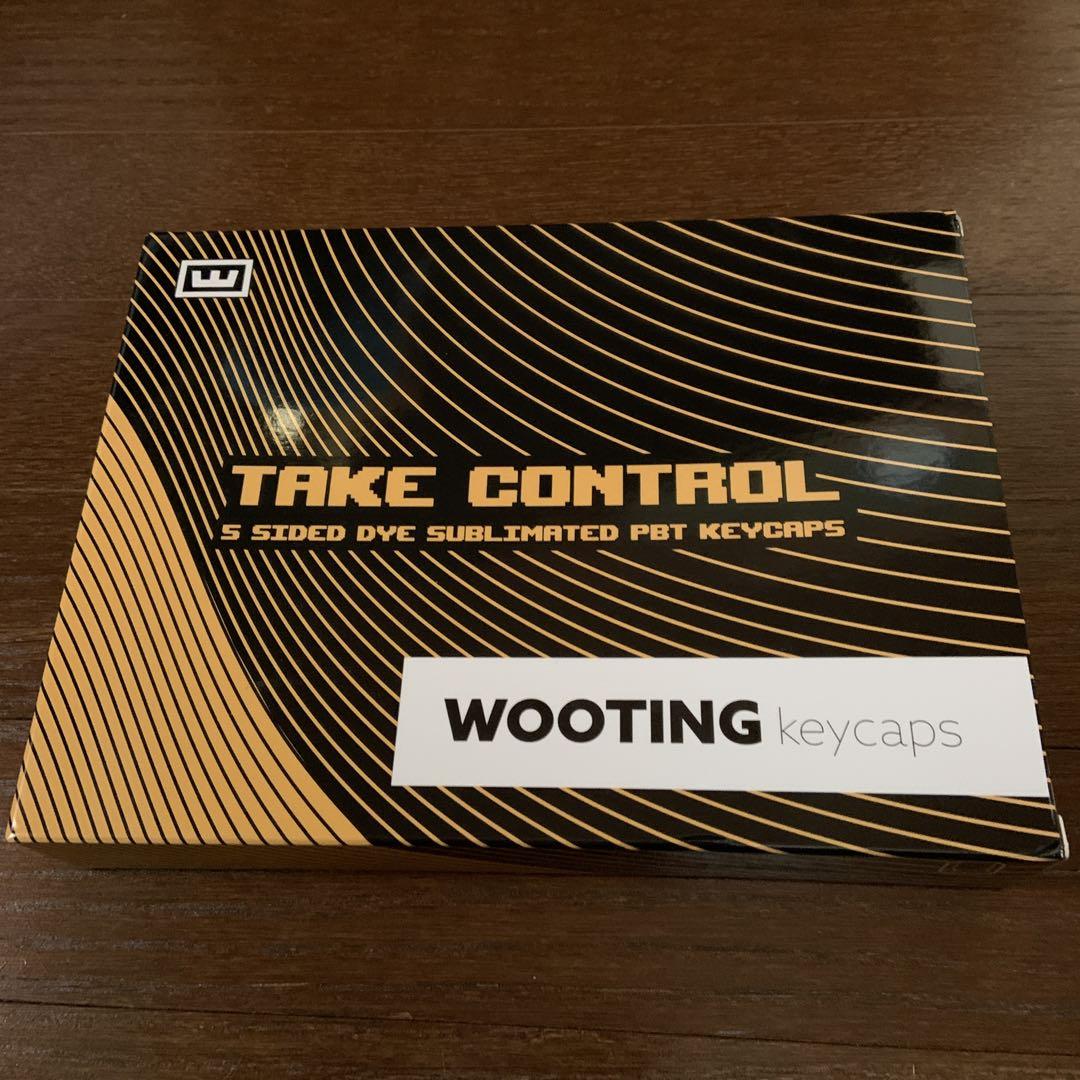 TAKE CONTROL
5 SIDED DYE SUBLIMATED PBT KEYCAPS
WOOTING keycaps